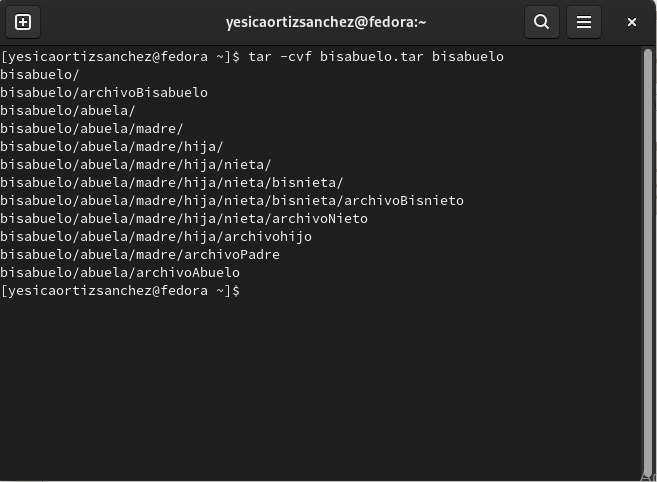 yesicaortizsanchez@fedora:~
[yesicaortizsanchez@fedora ~]$ tar -cvf bisabuelo.tar bisabuelo
bisabuelo/
bisabuelo/archivoBisabuelo
bisabuelo/abuela/
bisabuelo/abuela/madre/
bisabuelo/abuela/madre/hija/
bisabuelo/abuela/madre/hija/nieta/
bisabuelo/abuela/madre/hija/nieta/bisnieta/
bisabuelo/abuela/madre/hija/nieta/bisnieta/archivoBisnieto
bisabuelo/abuela/madre/hija/nieta/archivoNieto
bisabuelo/abuela/madre/hija/archivohijo
bisabuelo/abuela/madre/archivoPadre
bisabuelo/abuela/archivoAbuelo
[yesicaortizsanchez@fedora ~]$